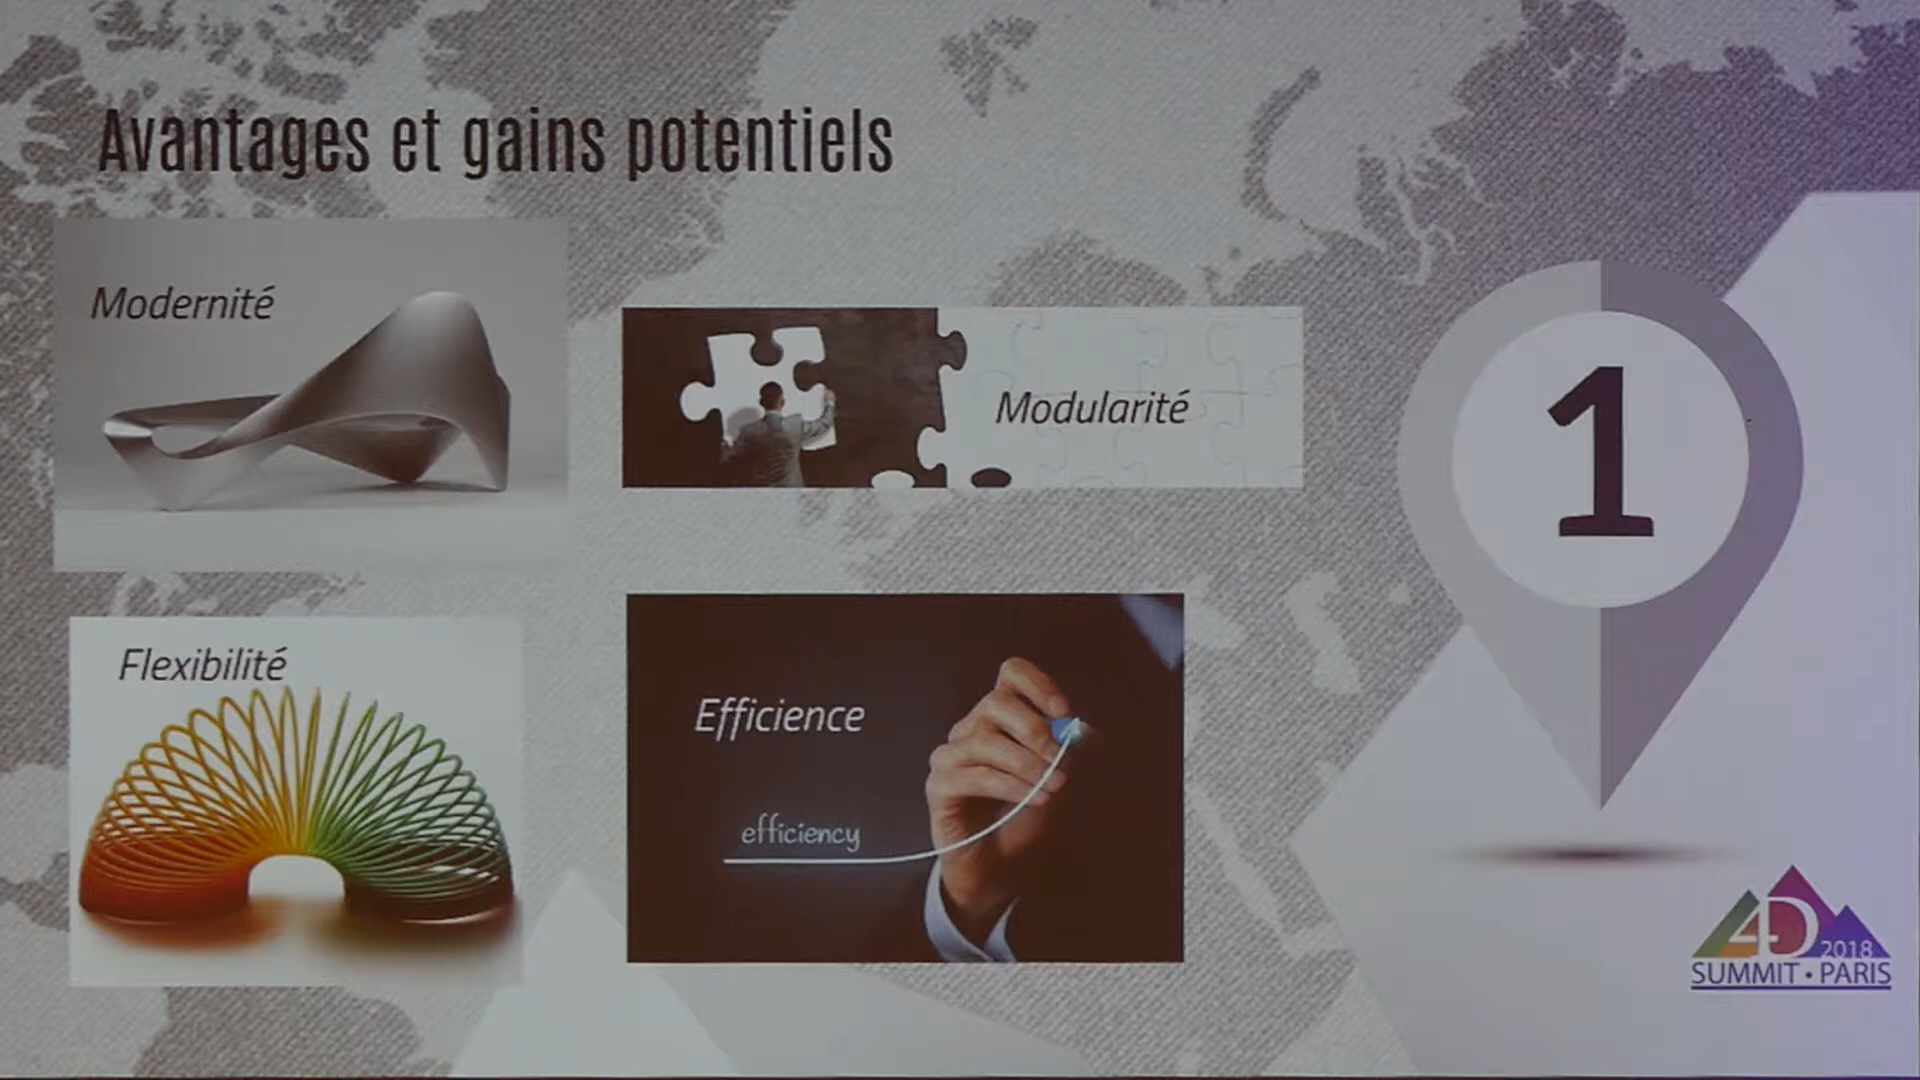 Avantages et gains potentiels
Modernité
Modularité
1
Flexibilité
Efficience
efficiency
4D
2018
SUMMIT • PARIS